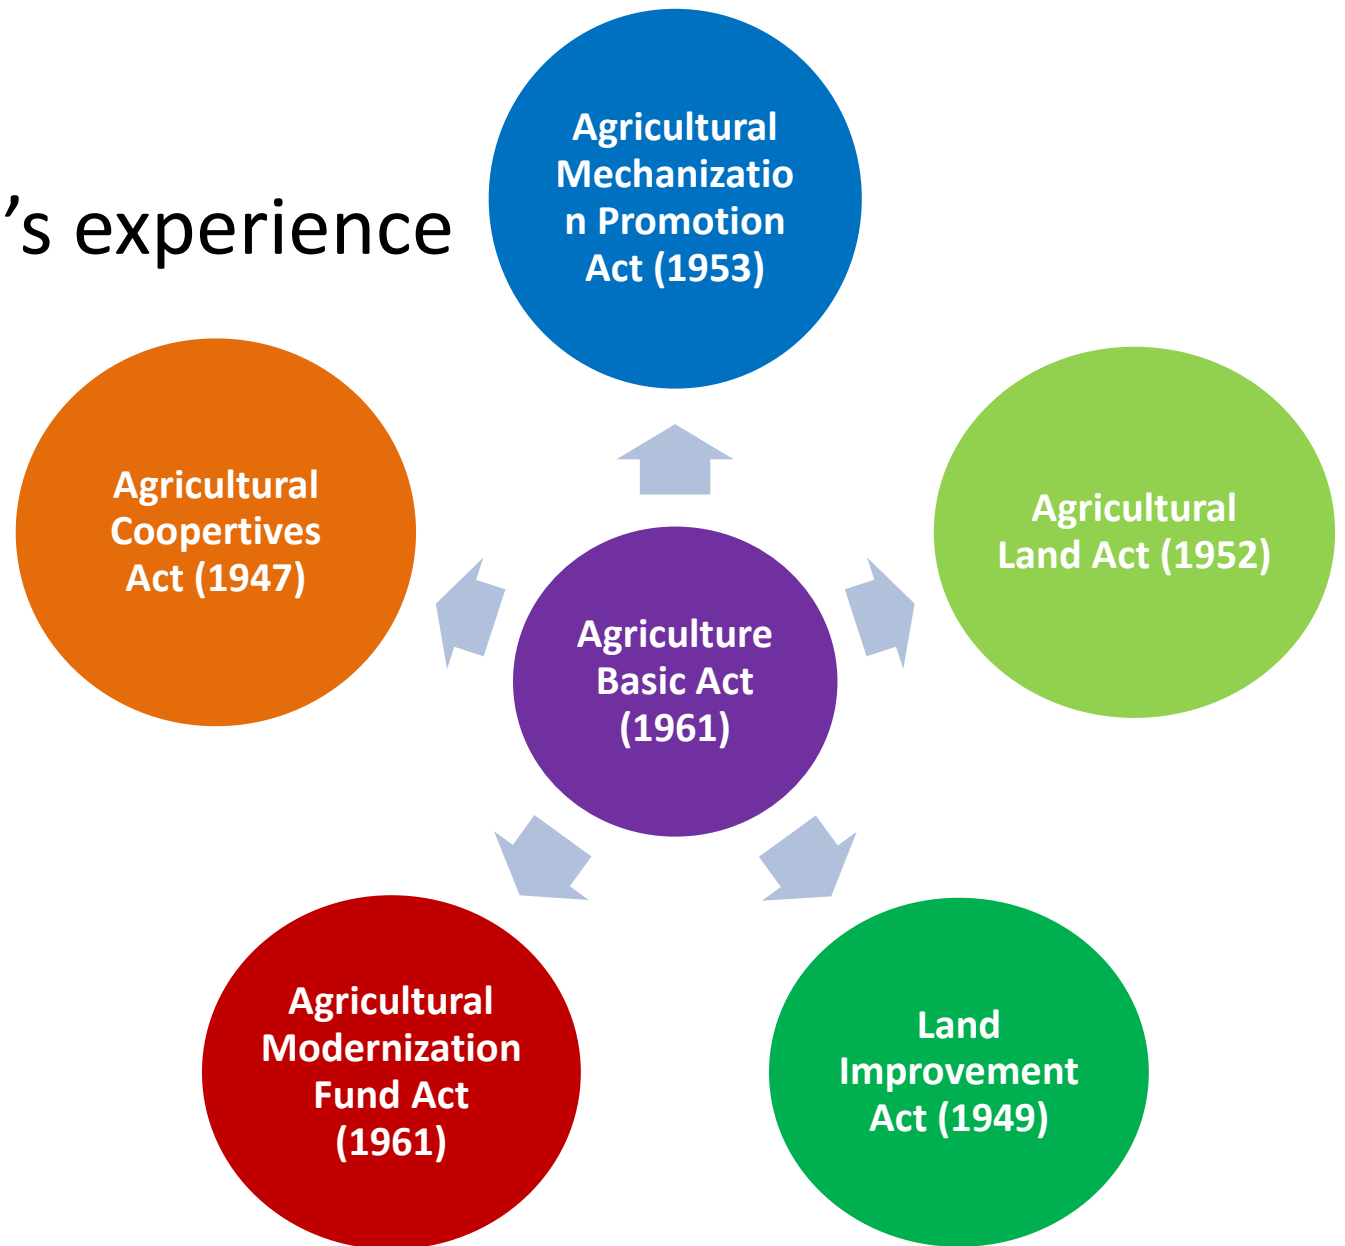 Agricultural
Mechanizatio
n Promotion
Act (1953)
’s experience
Agricultural
Coopertives
Act (1947)
Agricultural
Land Act (1952)
Agriculture
Basic Act
(1961)
Agricultural
Modernization
Fund Act
(1961)
Land
Improvement
Act (1949)